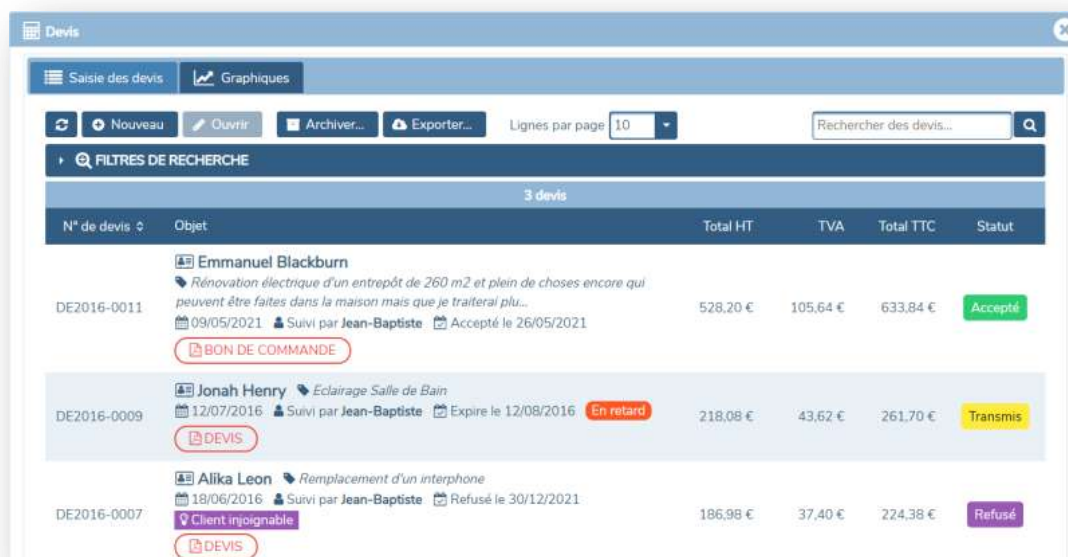 Devis
Saisie des devis Graphiques
Nouveau Ouvrir Archiver... Exporter... Lignes par page 10 Rechercher des devis...
FILTRES DE RECHERCHE
3 devis
N° de devis Objet Total HT TVA Total TTC Statut
Emmanuel Blackburn
Rénovation électrique d'un entrepôt de 260 m2 et plein de choses encore qui
peuvent être faites dans la maison mais que je traiterai plu...
DE2016-0011 528,20 € 105,64 € 633,84 € Accepté
09/05/2021 Suivi par Jean-Baptiste Accepté le 26/05/2021
BON DE COMMANDE
Jonah Henry Eclairage Salle de Bain
12/07/2016 Suivi par Jean-Baptiste Expire le 12/08/2016 En retard
DE2016-0009 218,08 € 43,62 € 261,70 € Transmis
DEVIS
Alika Leon Remplacement d'un interphone
18/06/2016 Suivi par Jean-Baptiste Refusé le 30/12/2021
DE2016-0007 186,98 € 37,40 € 224,38 € Refusé
Client injoignable
DEVIS